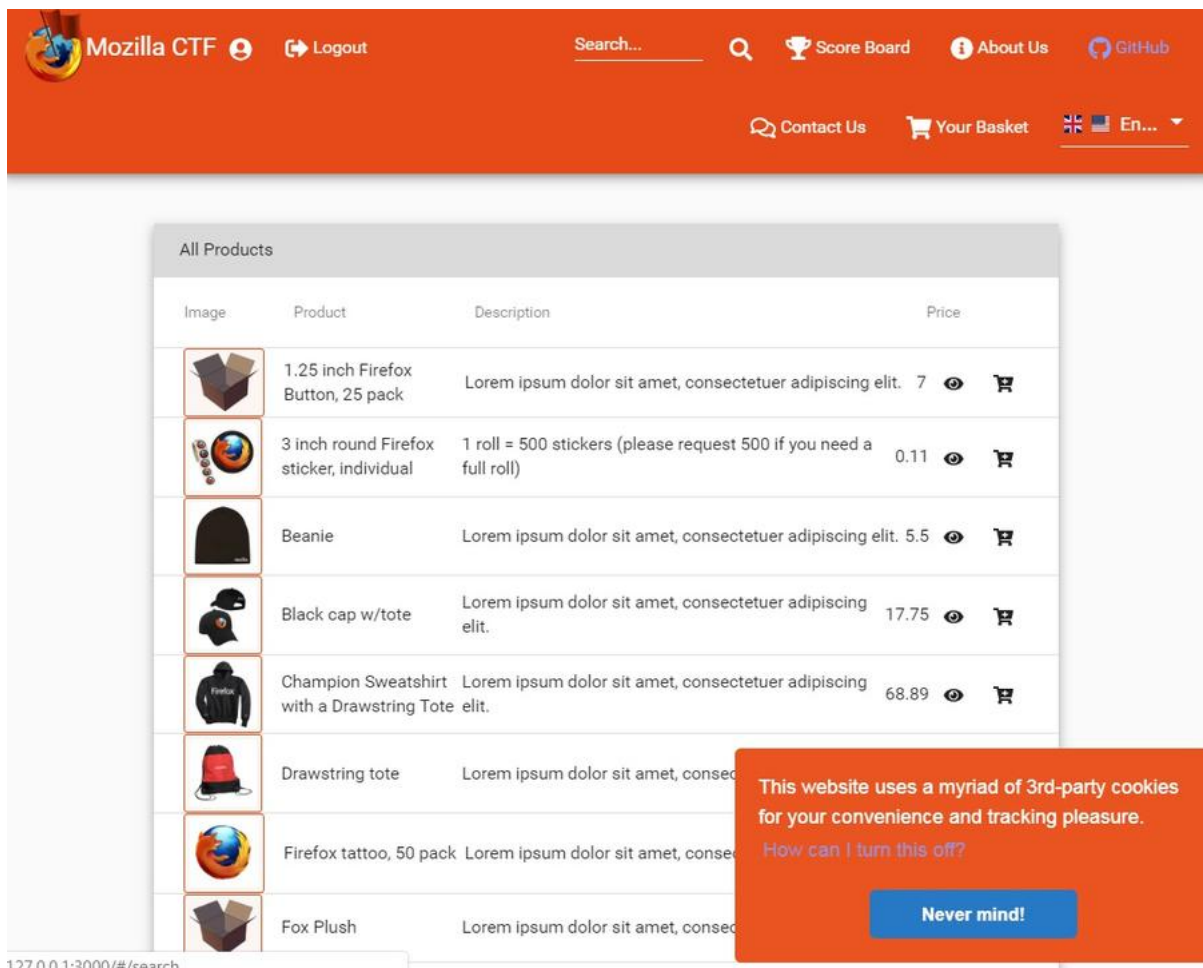 Mozilla CTF Logout Search... Score Board About Us GitHub
Contact Us Your Basket En...
All Products
Image Product Description Price
1.25 inch Firefox
Button, 25 pack
Lorem ipsum dolor sit amet, consectetuer adipiscing elit. 7
3 inch round Firefox
sticker, individual
1 roll = 500 stickers (please request 500 if you need a
full roll)
0.11
Beanie
Lorem ipsum dolor sit amet, consectetuer adipiscing elit. 5.5
Black cap w/tote
Lorem ipsum dolor sit amet, consectetuer adipiscing
elit.
17.75
Firefox
Champion Sweatshirt
with a Drawstring Tote
Lorem ipsum dolor sit amet, consectetuer adipiscing
elit.
68.89
Drawstring tote
Lorem ipsum dolor sit amet, consec
Firefox tattoo, 50 pack
Lorem ipsum dolor sit amet, consec
Fox Plush
Lorem ipsum dolor sit amet, consec
This website uses a myriad of 3rd-party cookies
for your convenience and tracking pleasure.
How can I turn this off?
Never mind!
127.0.0.1:3000/#/search